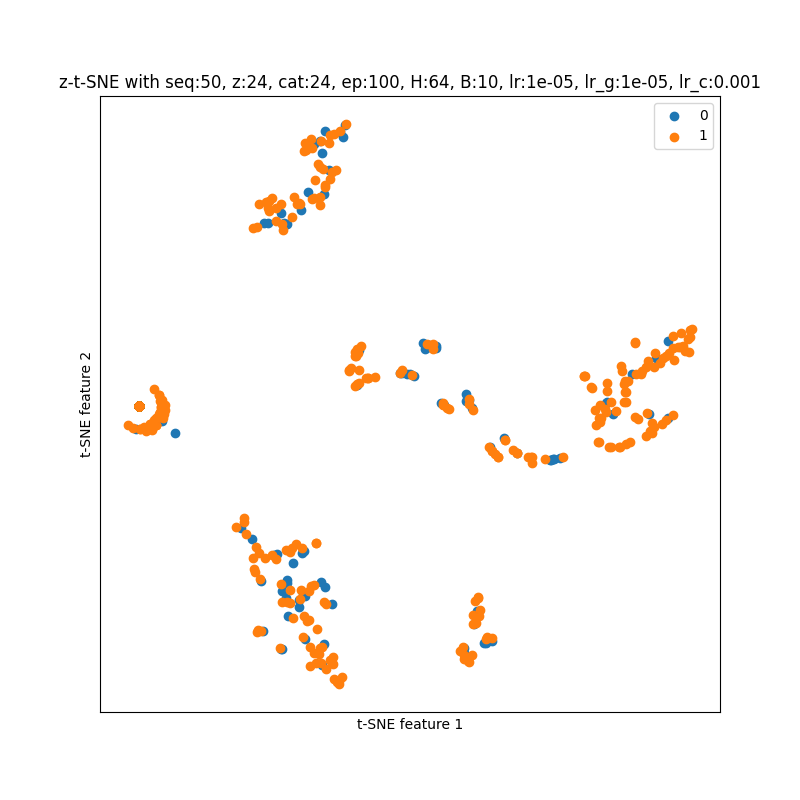 z-t-SNE with seq:50, z:24, cat:24, ep:100, H:64, B:10, lr:1e-05, lr_g:1e-05, lr_c:0.001
0
1
t-SNE feature 2
t-SNE feature 1